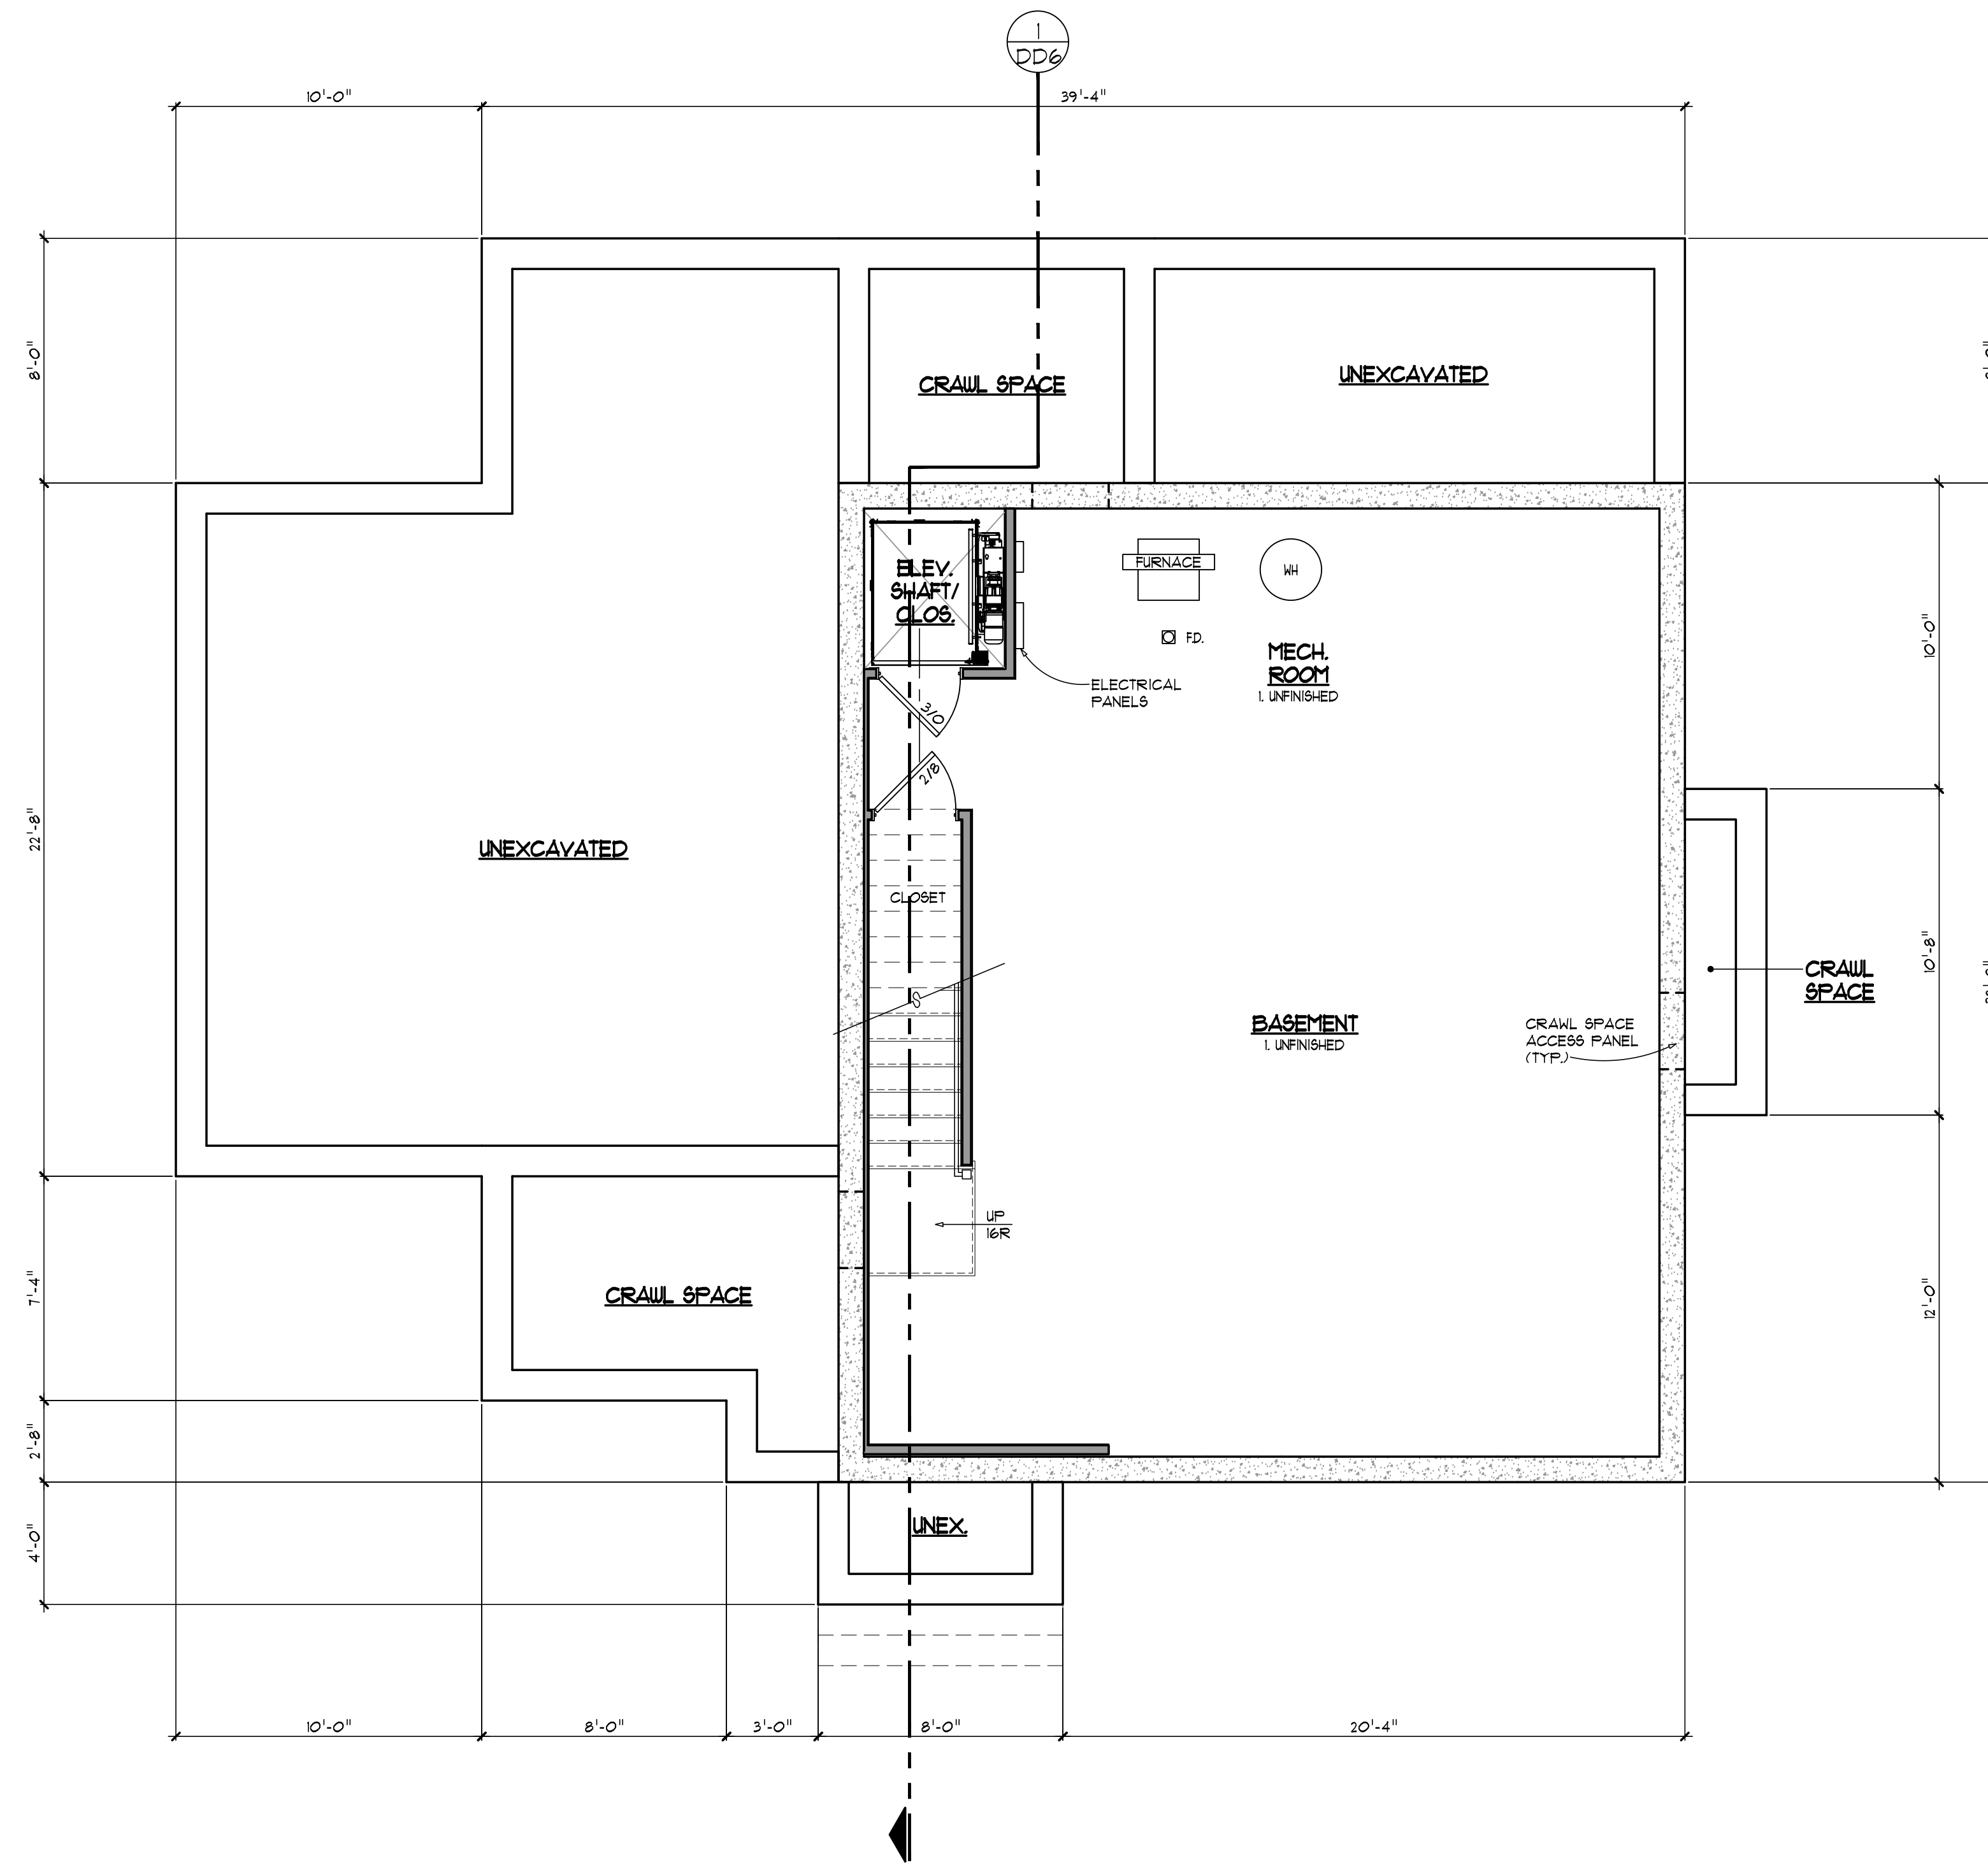 1
DD6
10'-0"
39'-4"
8'-0"
CRAWL SPACE
UNEXCAVATED
ELEV.
SHAFT/
CLOS.
FURNACE
WH
F.D.
MECH.
ROOM
1. UNFINISHED
ELECTRICAL
PANELS
3/0
2/8
10'-0"
22'-8"
UNEXCAVATED
CLOSET
10'-8"
CRAWL
SPACE
BASEMENT
1. UNFINISHED
CRAWL SPACE
ACCESS PANEL
(TYP.)
UP
16R
7'-4"
CRAWL SPACE
12'-0"
2'-8"
4'-0"
UNEX.
10'-0"
8'-0"
3'-0"
8'-0"
20'-4"